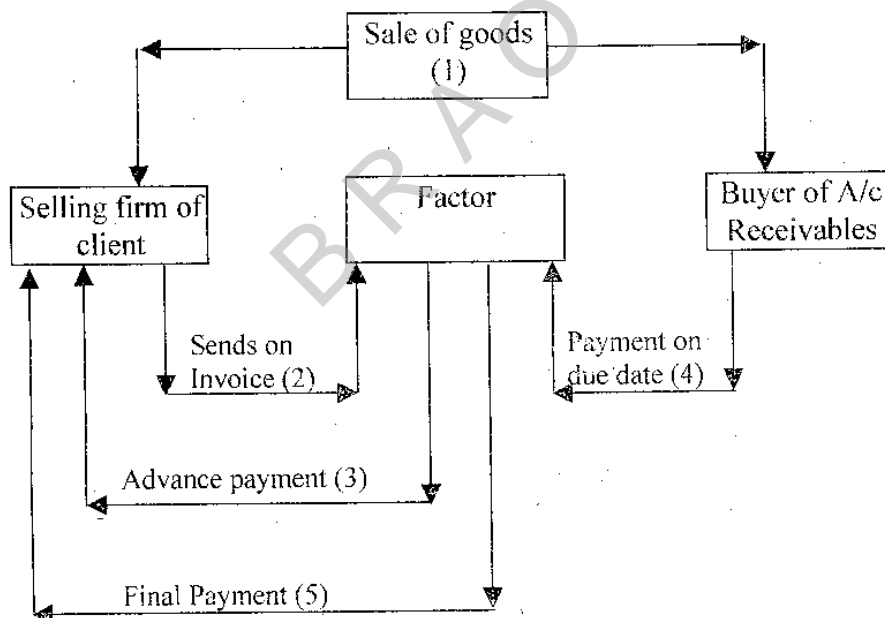 Sale of goods
(1)
Selling firm of
client
Factor
Buyer of A/c
Receivables
Sends on
Invoice (2)
Payment on
due date (4)
Advance payment (3)
Final Payment (5)
BRAO